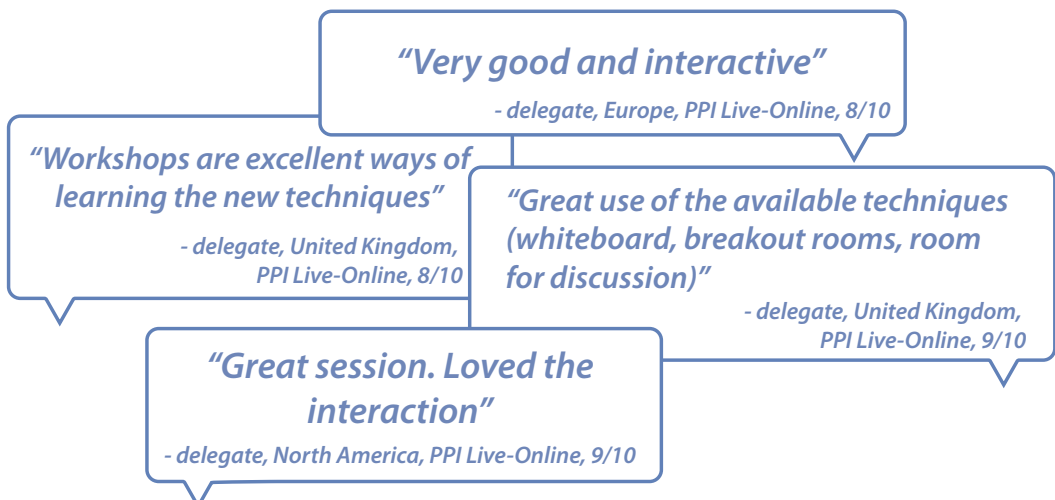 “Very good and interactive”
- delegate, Europe, PPI Live-Online, 8/10
“Workshops are excellent ways of
learning the new techniques”
- delegate, United Kingdom,
PPI Live-Online, 8/10
“Great use of the available techniques
(whiteboard, breakout rooms, room
for discussion)”
- delegate, United Kingdom,
PPI Live-Online, 9/10
“Great session. Loved the
interaction”
- delegate, North America, PPI Live-Online, 9/10